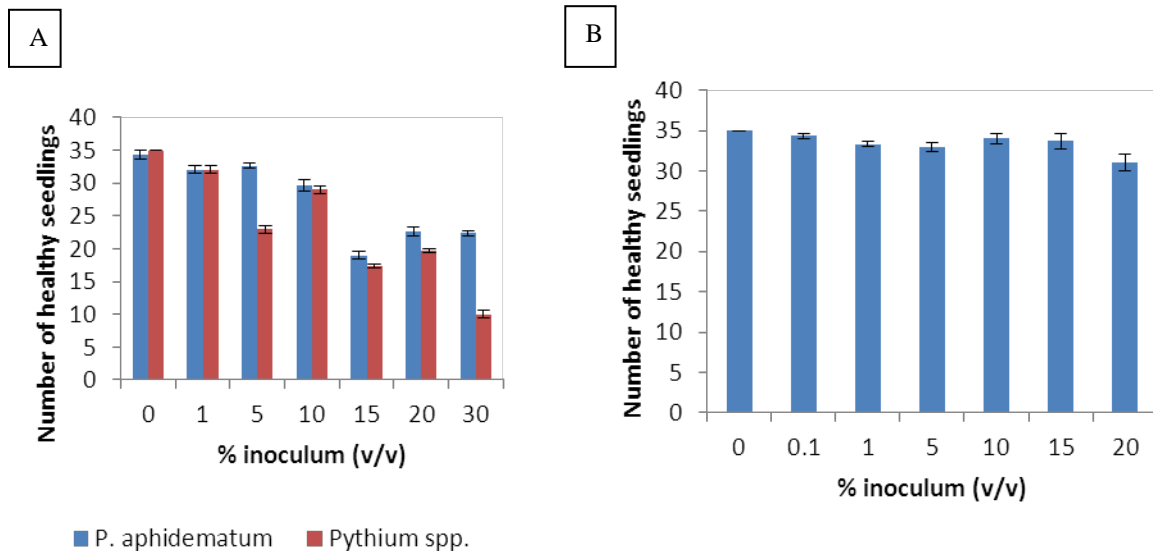 A
Number of healthy seedlings
40
35
30
25
20
15
10
5
0
0 1 5 10 15 20 30
% inoculum (v/v)
P. aphidematum Pythium spp.
B
Number of healthy seedlings
40
35
30
25
20
15
10
5
0
0 0.1 1 5 10 15 20
% inoculum (v/v)